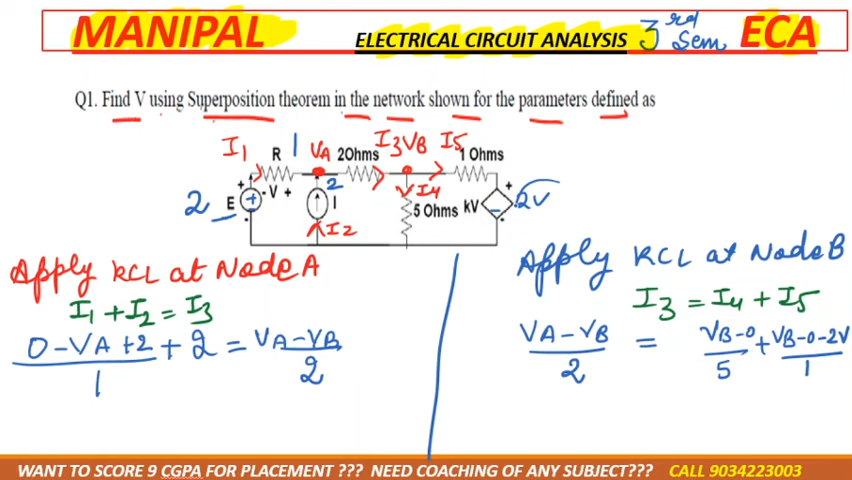 MANIPAL ELECTRICAL CIRCUIT ANALYSIS 3rd Sem ECA
Q1. Find V using Superposition theorem in the network shown for the parameters defined as
I1 R 1 VA 2Ohms I3 VB I5 1 Ohms
+ - V + 2 +
2 E + I I4 5 Ohms kV - 2V
- I2 -
Apply KCL at Node A
I1 + I2 = I3
0 - VA + 2 / 1 + 2 = VA - VB / 2
Apply KCL at Node B
I3 = I4 + I5
VA - VB / 2 = VB - 0 / 5 + VB - 0 - 2V / 1
WANT TO SCORE 9 CGPA FOR PLACEMENT ??? NEED COACHING OF ANY SUBJECT??? CALL 9034223003